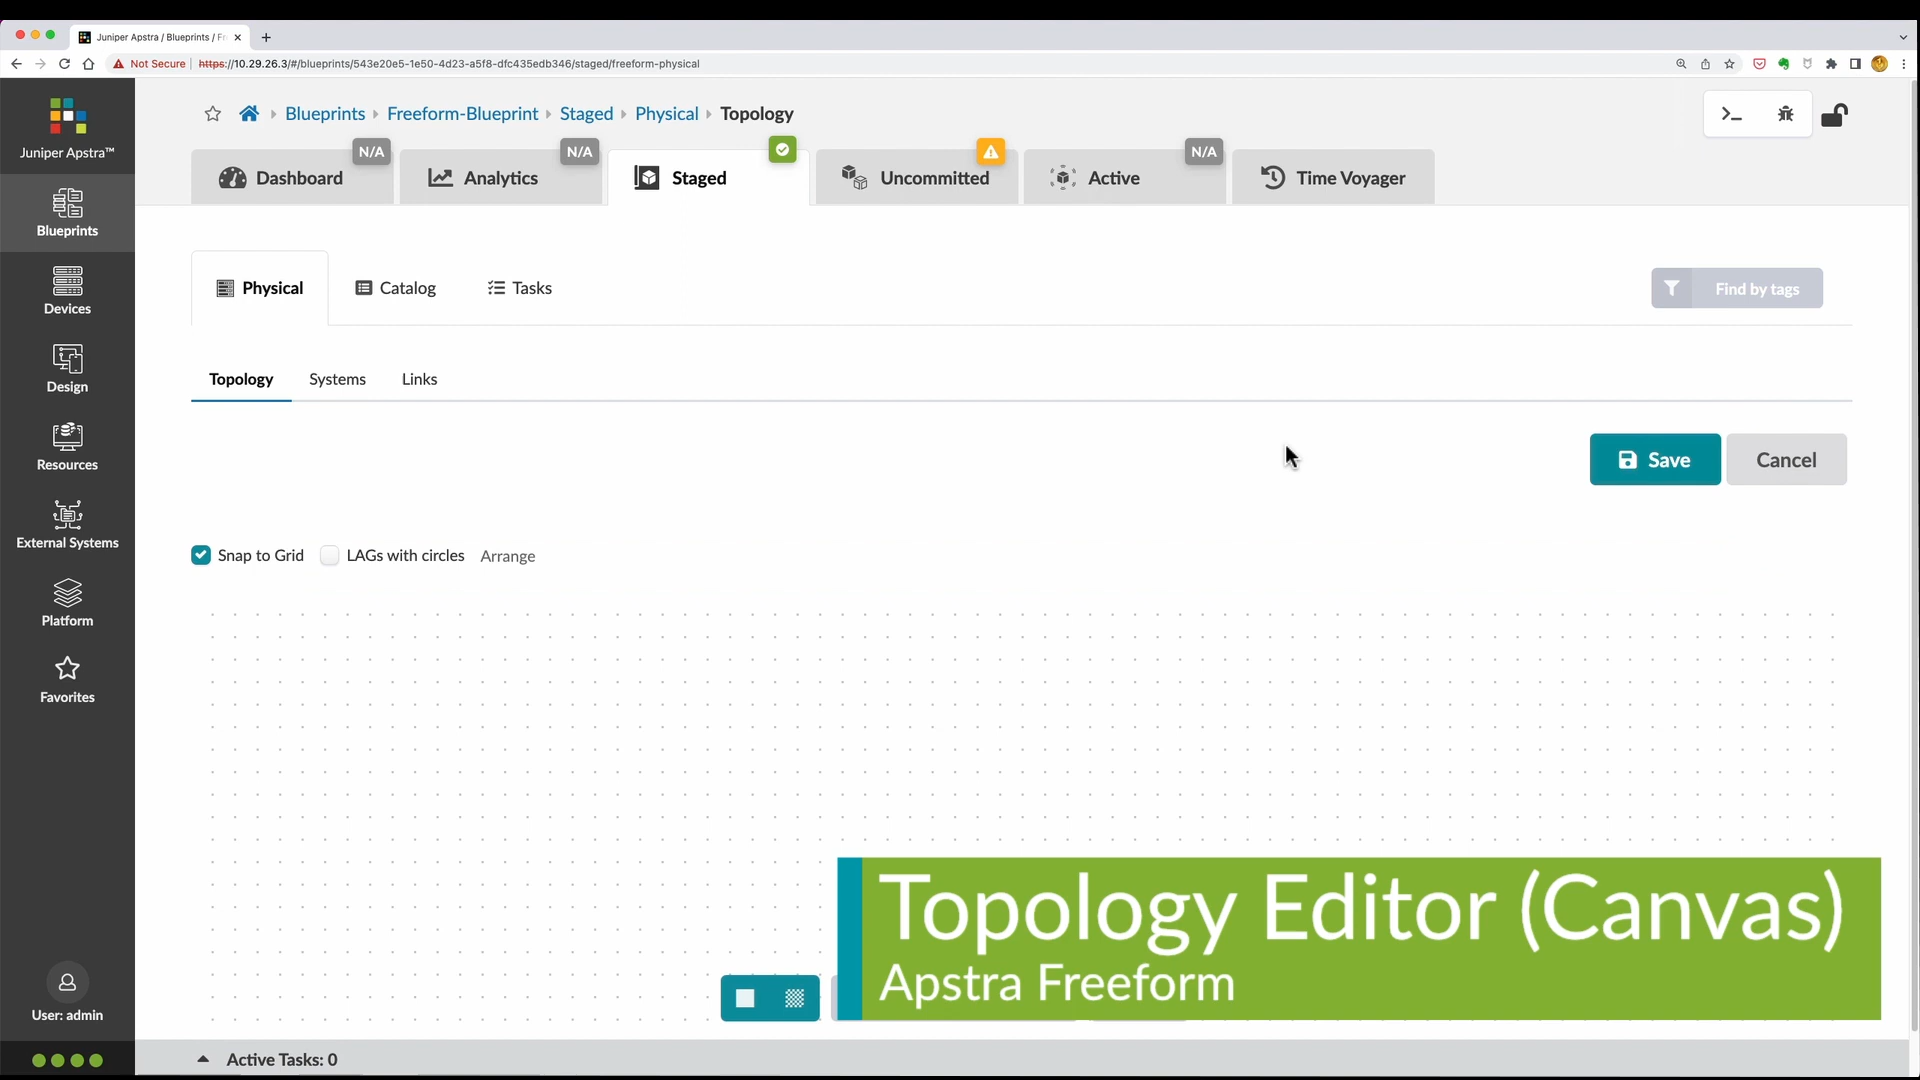 Juniper Apstra / Blueprints / Fr
Not Secure
https://10.29.26.3/#/blueprints/543e20e5-1e50-4d23-a5f8-dfc435edb346/staged/freeform-physical
Juniper Apstra™
Blueprints
Devices
Design
Resources
External Systems
Platform
Favorites
User: admin
Blueprints Freeform-Blueprint Staged Physical Topology
N/A N/A N/A
Dashboard Analytics Staged Uncommitted Active Time Voyager
Physical Catalog Tasks
Find by tags
Topology Systems Links
Save Cancel
Snap to Grid LAGs with circles Arrange
Topology Editor (Canvas)
Apstra Freeform
Active Tasks: 0